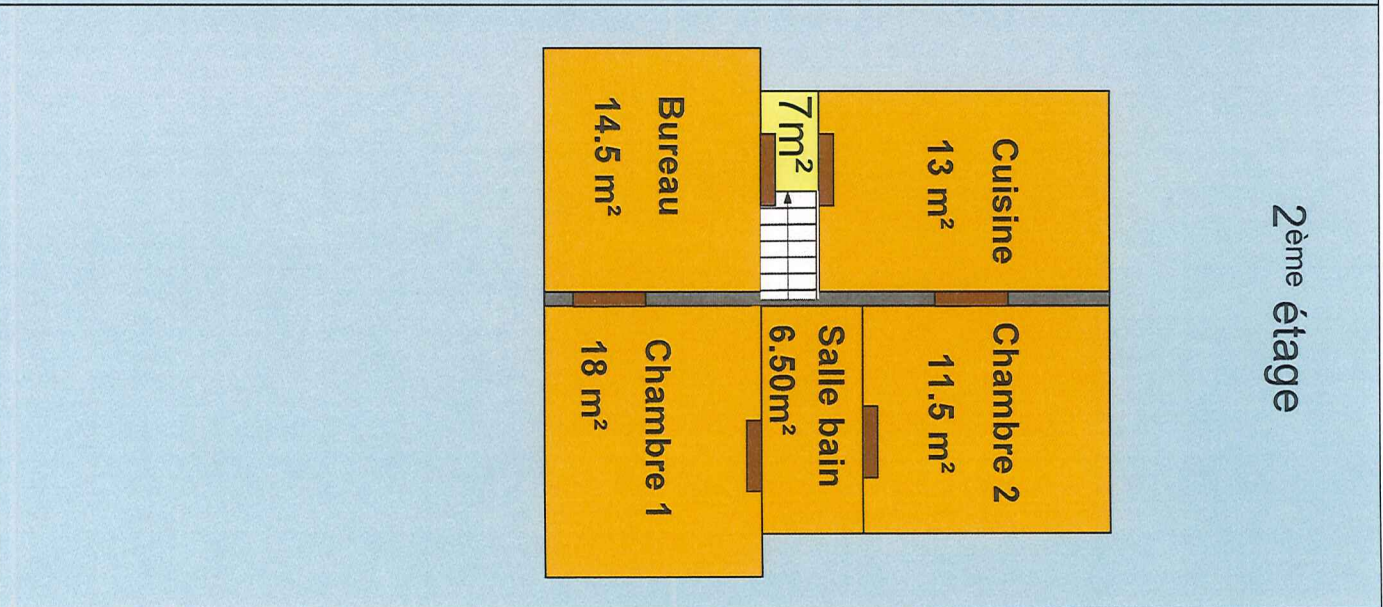 2ème étage
Cuisine
13 m²
Chambre 2
11.5 m²
7m²
Salle bain
6.50m²
Bureau
14.5 m²
Chambre 1
18 m²